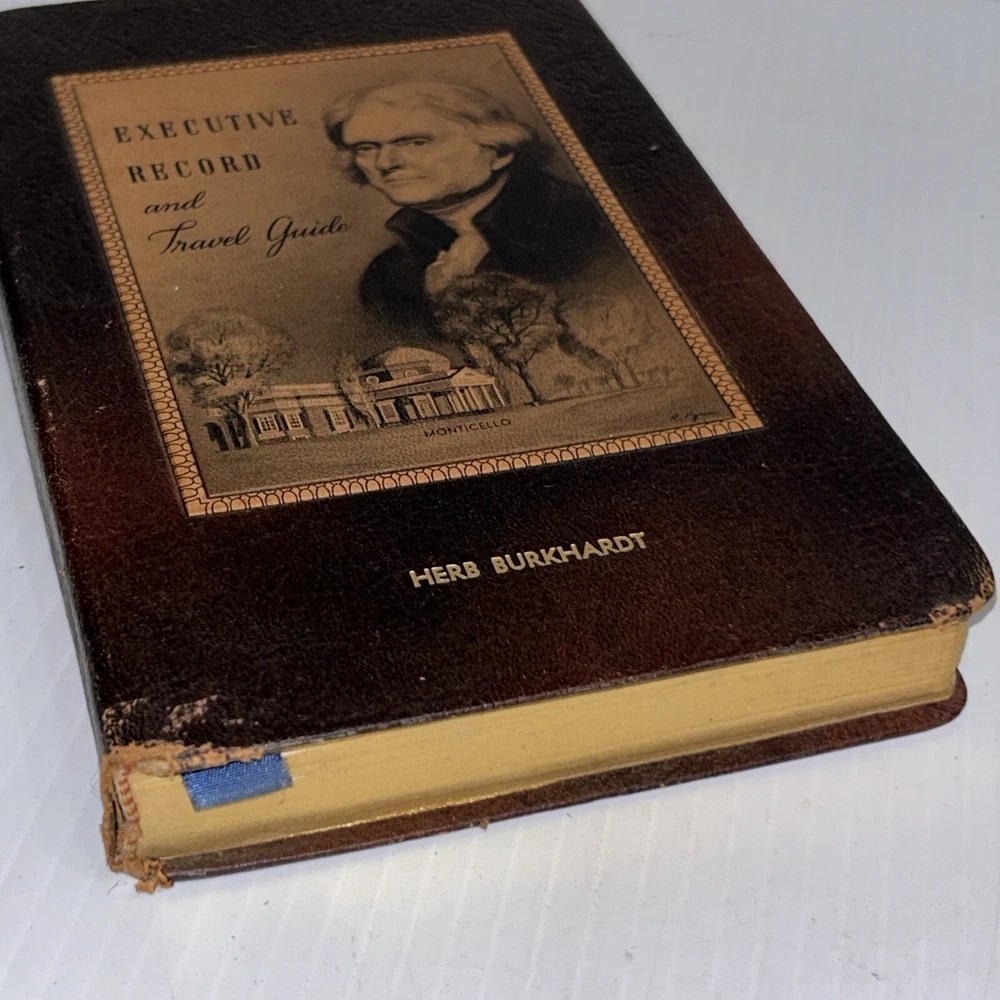 EXECUTIVE
RECORD
and
Travel Guide
MONTICELLO
HERB BURKHARDT